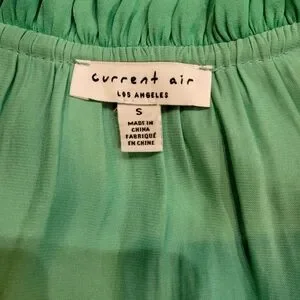 current air
LOS ANGELES
S
MADE IN
CHINA
FABRIQUÉ
EN CHINE